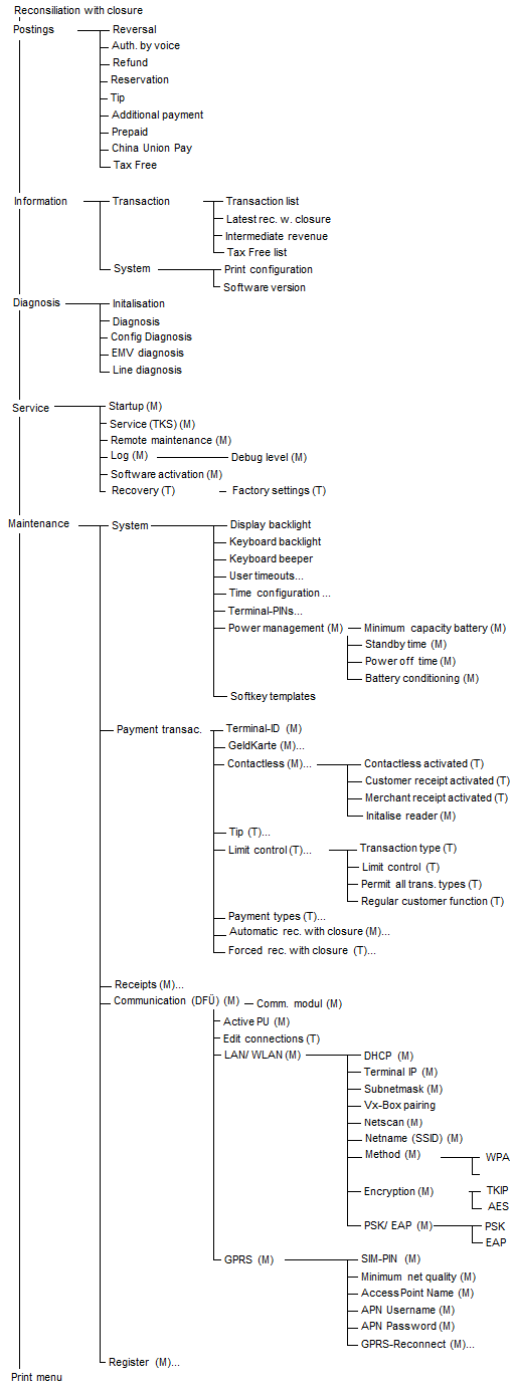 Reconsiliation with closure
Postings
Reversal
Auth. by voice
Refund
Reservation
Tip
Additional payment
Prepaid
China Union Pay
Tax Free
Information
Transaction
Transaction list
Latest rec. w. closure
Intermediate revenue
Tax Free list
System
Print configuration
Software version
Diagnosis
Initalisation
Diagnosis
Config Diagnosis
EMV diagnosis
Line diagnosis
Service
Startup (M)
Service (TKS) (M)
Remote maintenance (M)
Log (M)
Debug level (M)
Software activation (M)
Recovery (T)
Factory settings (T)
Maintenance
System
Display backlight
Keyboard backlight
Keyboard beeper
User timeouts...
Time configuration ...
Terminal-PINs...
Power management (M)
Minimum capacity battery (M)
Standby time (M)
Power off time (M)
Battery conditioning (M)
Softkey templates
Payment transac.
Terminal-ID (M)
GeldKarte (M)...
Contactless (M)...
Contactless activated (T)
Customer receipt activated (T)
Merchant receipt activated (T)
Initalise reader (M)
Tip (T)...
Limit control (T)...
Transaction type (T)
Limit control (T)
Permit all trans. types (T)
Regular customer function (T)
Payment types (T)...
Automatic rec. with closure (M)...
Forced rec. with closure (T)...
Receipts (M)...
Communication (DFÜ) (M)
Comm. modul (M)
Active PU (M)
Edit connections (T)
LAN/ WLAN (M)
DHCP (M)
Terminal IP (M)
Subnetmask (M)
Vx-Box pairing
Netscan (M)
Netname (SSID) (M)
Method (M)
WPA
Encryption (M)
TKIP
AES
PSK/ EAP (M)
PSK
EAP
GPRS (M)
SIM-PIN (M)
Minimum net quality (M)
AccessPoint Name (M)
APN Username (M)
APN Password (M)
GPRS-Reconnect (M)...
Register (M)...
Print menu